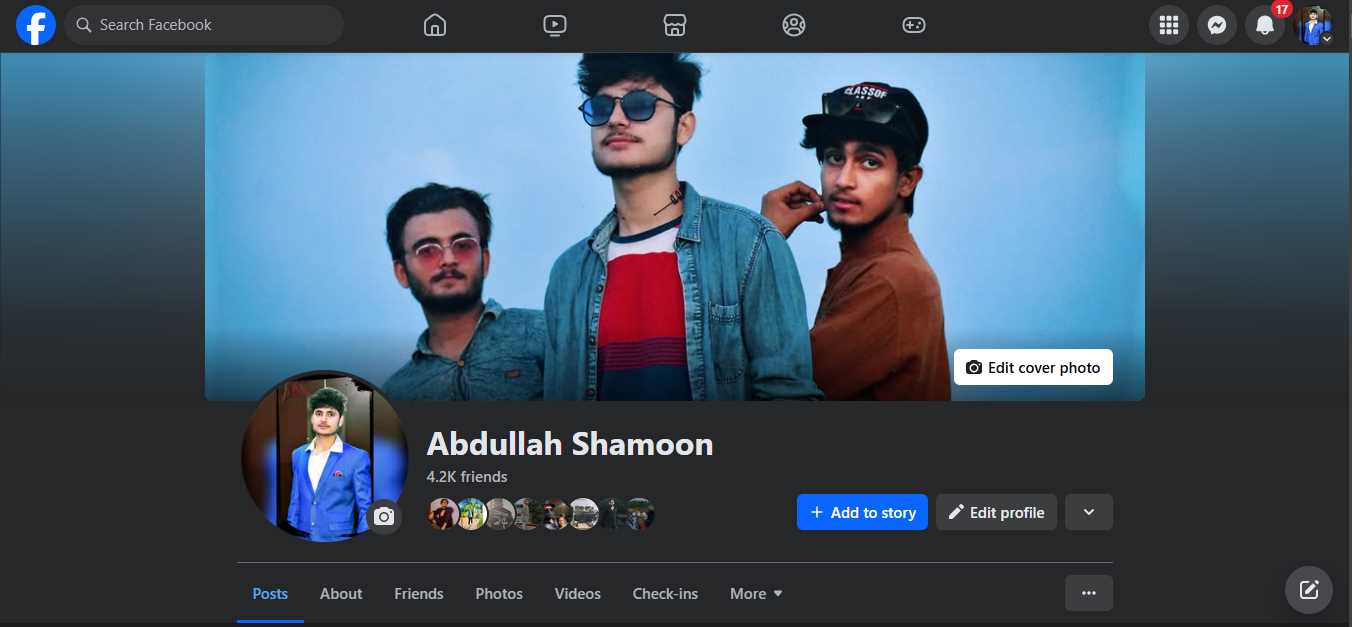 Search Facebook
17
CLASSOF
Edit cover photo
Abdullah Shamoon
4.2K friends
+ Add to story
Edit profile
Posts
About
Friends
Photos
Videos
Check-ins
More